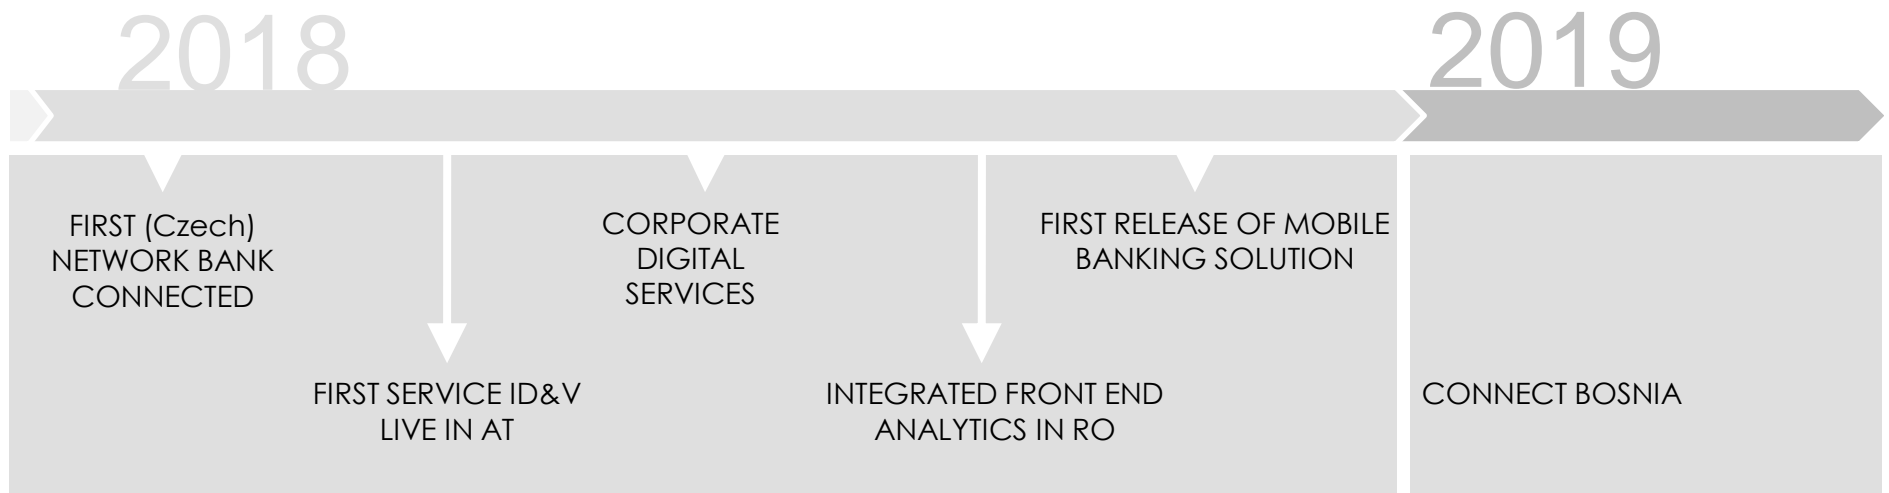 2018
2019
FIRST (Czech)
NETWORK BANK
CONNECTED
FIRST SERVICE ID&V
LIVE IN AT
CORPORATE
DIGITAL
SERVICES
INTEGRATED FRONT END
ANALYTICS IN RO
FIRST RELEASE OF MOBILE
BANKING SOLUTION
CONNECT BOSNIA